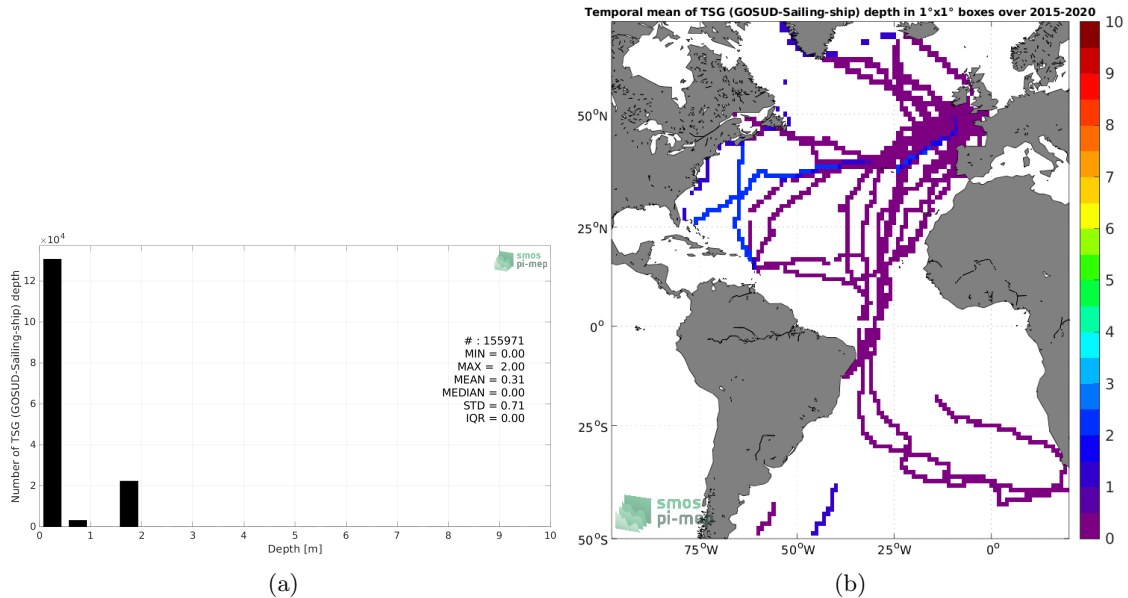 ×10⁴
12
10
8
6
4
2
0
Number of TSG (GOSUD-Sailing-ship) depth
smos
pi-mep
# : 155971
MIN = 0.00
MAX = 2.00
MEAN = 0.31
MEDIAN = 0.00
STD = 0.71
IQR = 0.00
0 1 2 3 4 5 6 7 8 9 10
Depth [m]
(a)
Temporal mean of TSG (GOSUD-Sailing-ship) depth in 1°x1° boxes over 2015-2020
50°N
25°N
0°
25°S
50°S
smos
pi-mep
75°W 50°W 25°W 0°
10
9
8
7
6
5
4
3
2
1
0
(b)